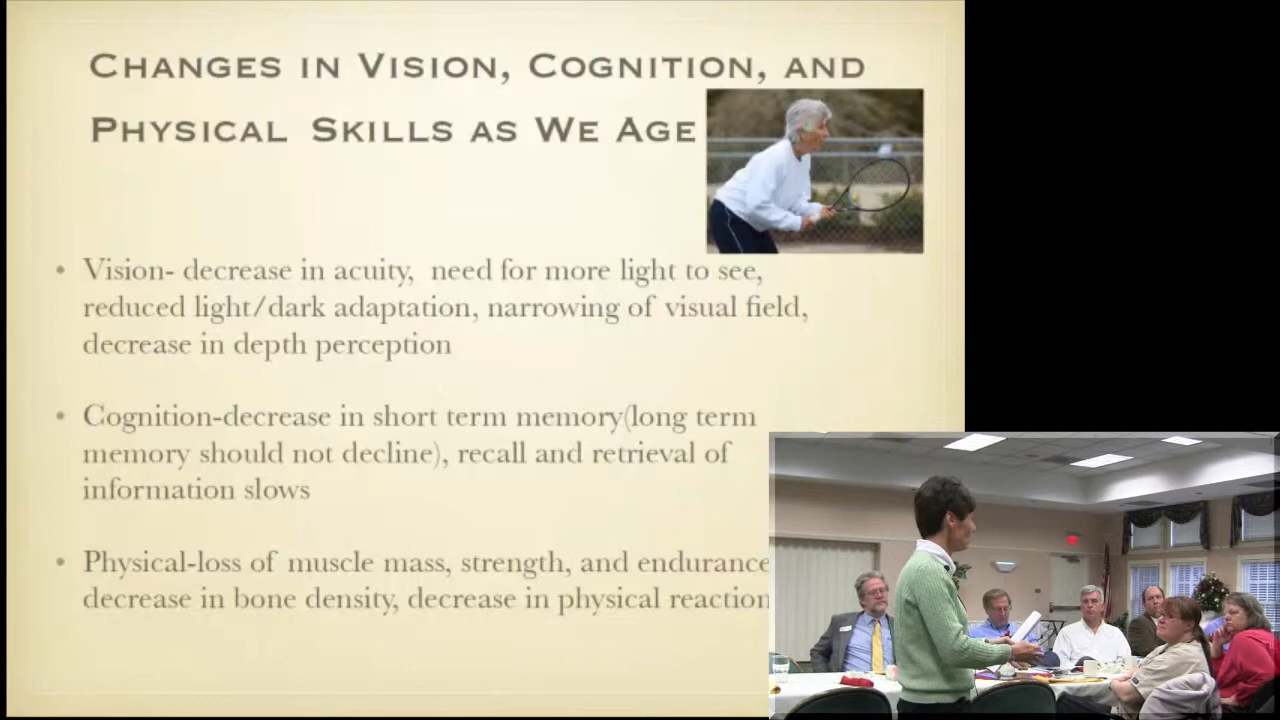 Changes in Vision, Cognition, and
Physical Skills as We Age
• Vision- decrease in acuity, need for more light to see,
reduced light/dark adaptation, narrowing of visual field,
decrease in depth perception
• Cognition-decrease in short term memory(long term
memory should not decline), recall and retrieval of
information slows
• Physical-loss of muscle mass, strength, and endurance
decrease in bone density, decrease in physical reaction